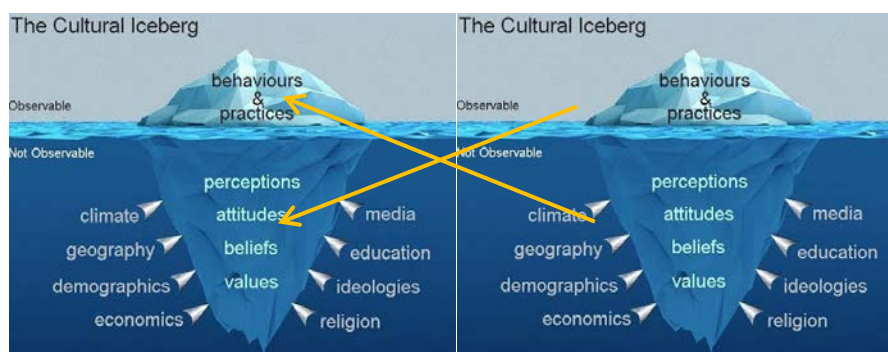 The Cultural Iceberg
behaviours
&
practices
Observable
Not Observable
perceptions
climate
attitudes
media
geography
beliefs
education
demographics
values
ideologies
economics
religion
The Cultural Iceberg
behaviours
&
practices
Observable
Not Observable
perceptions
climate
attitudes
media
geography
beliefs
education
demographics
values
ideologies
economics
religion